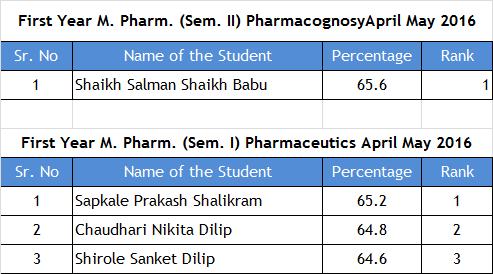 First Year M. Pharm. (Sem. II) PharmacognosyApril May 2016
Sr. No Name of the Student Percentage Rank
1 Shaikh Salman Shaikh Babu 65.6 1
First Year M. Pharm. (Sem. I) Pharmaceutics April May 2016
Sr. No Name of the Student Percentage Rank
1 Sapkale Prakash Shalikram 65.2 1
2 Chaudhari Nikita Dilip 64.8 2
3 Shirole Sanket Dilip 64.6 3